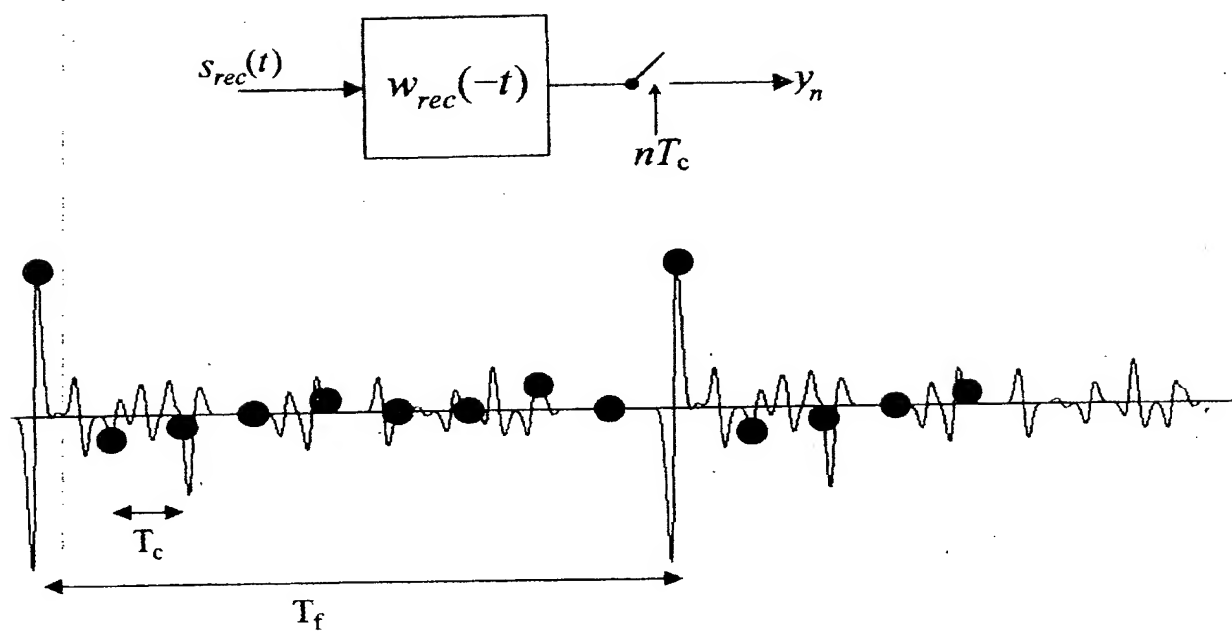 s_rec(t)
w_rec(−t)
y_n
nT_c
T_c
T_f